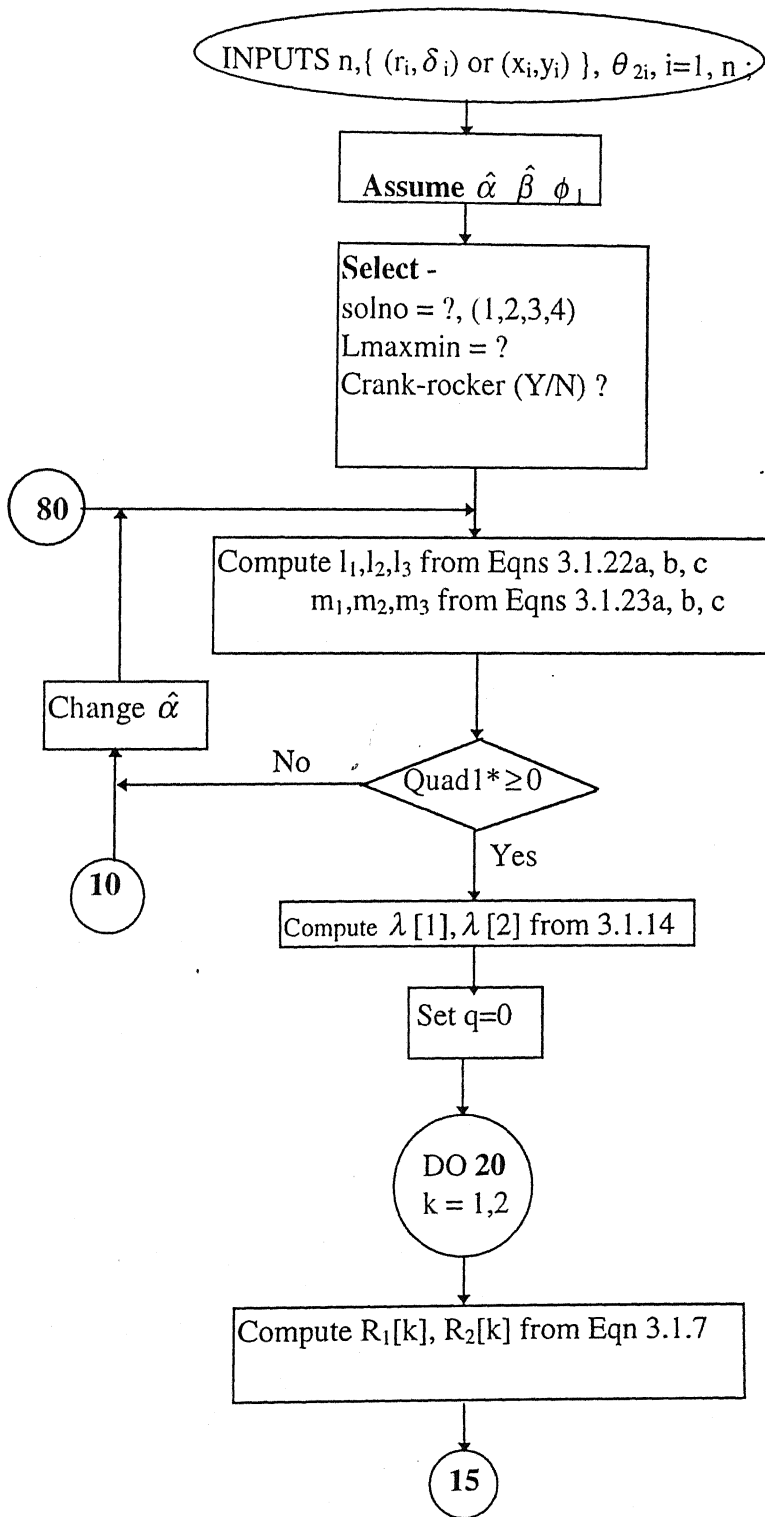 INPUTS n,{ (rᵢ, δᵢ) or (xᵢ,yᵢ) }, θ₂ᵢ, i=1, n ;
Assume α̂ β̂ ϕ₁
Select -
solno = ?, (1,2,3,4)
Lmaxmin = ?
Crank-rocker (Y/N) ?
80
Compute l₁,l₂,l₃ from Eqns 3.1.22a, b, c
m₁,m₂,m₃ from Eqns 3.1.23a, b, c
Change α̂
No
Quad1*≥0
10
Yes
Compute λ [1], λ [2] from 3.1.14
Set q=0
DO 20
k = 1,2
Compute R₁[k], R₂[k] from Eqn 3.1.7
15